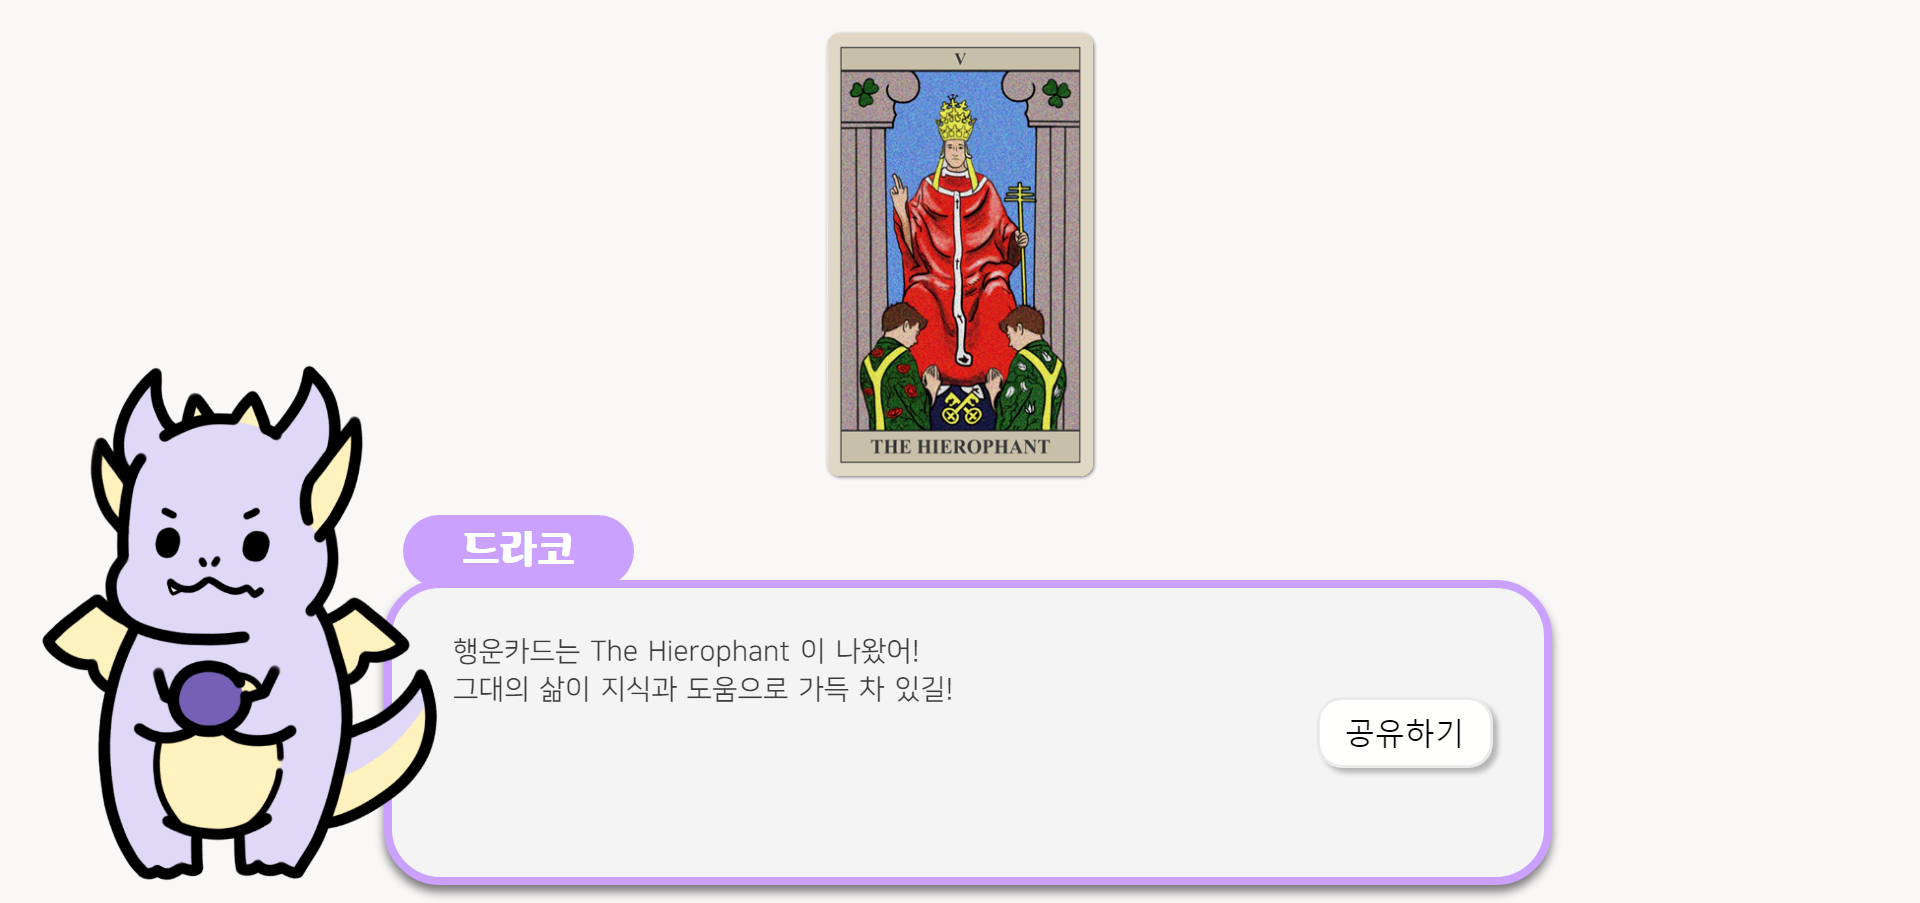 V
THE HIEROPHANT
드라코
행운카드는 The Hierophant 이 나왔어!
그대의 삶이 지식과 도움으로 가득 차 있길!
공유하기